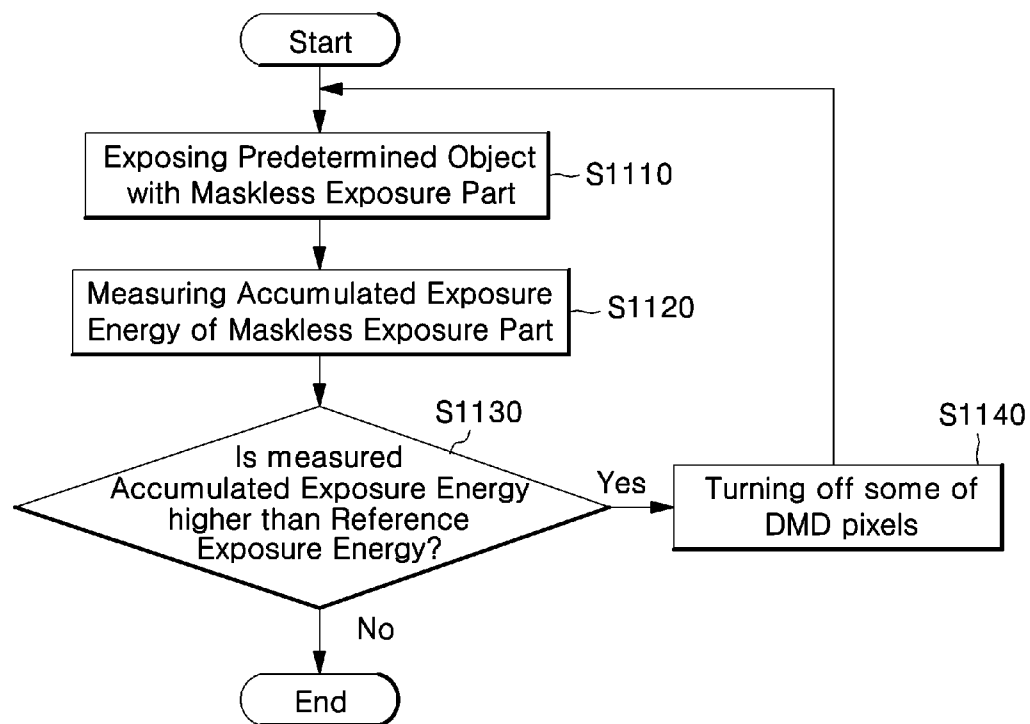 Start
Exposing Predetermined Object
with Maskless Exposure Part
S1110
Measuring Accumulated Exposure
Energy of Maskless Exposure Part
S1120
S1130
Is measured
Accumulated Exposure Energy
higher than Reference
Exposure Energy?
Yes
S1140
Turning off some of
DMD pixels
No
End